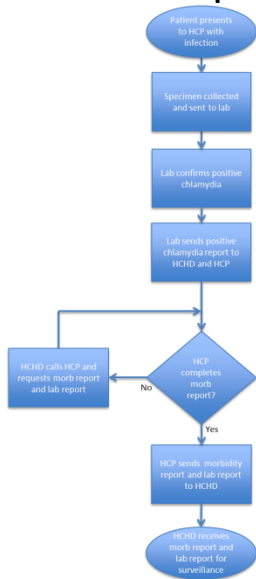 Patient presents
to HCP with
infection
Specimen collected
and sent to lab
Lab confirms positive
chlamydia
Lab sends positive
chlamydia report to
HCHD and HCP
HCP
completes
morb
report?
No
HCHD calls HCP and
requests morb report
and lab report
Yes
HCP sends morbidity
report and lab report
to HCHD
HCHD receives
morb report and
lab report for
surveillance